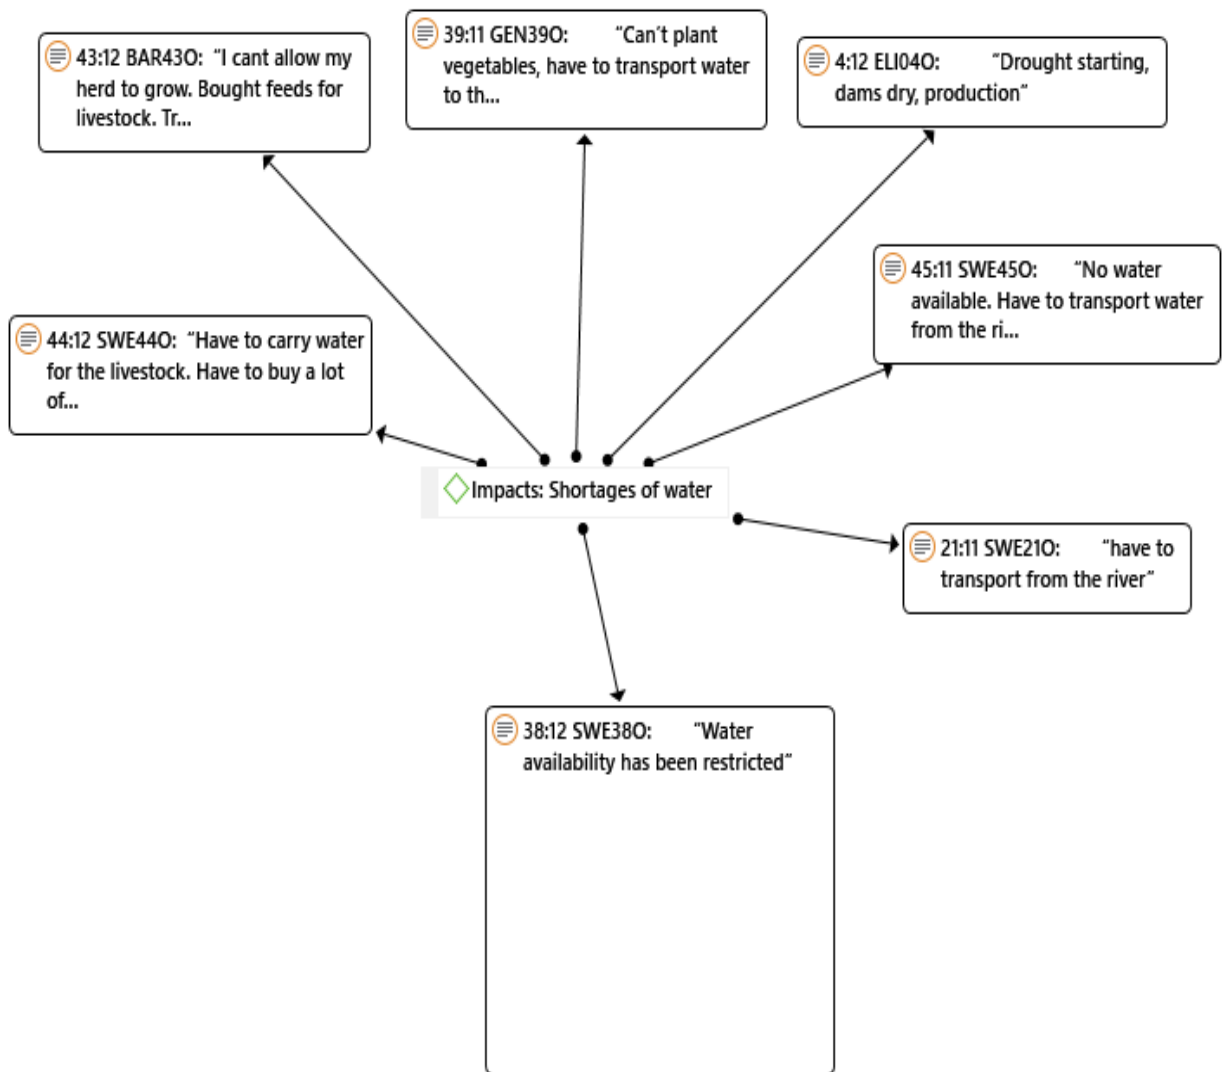 43:12 BAR43O: "I cant allow my
herd to grow. Bought feeds for
livestock. Tr...
39:11 GEN39O: "Can't plant
vegetables, have to transport water
to th...
4:12 ELI04O: "Drought starting,
dams dry, production"
45:11 SWE45O: "No water
available. Have to transport water
from the ri...
44:12 SWE44O: "Have to carry water
for the livestock. Have to buy a lot
of...
Impacts: Shortages of water
21:11 SWE21O: "have to
transport from the river"
38:12 SWE38O: "Water
availability has been restricted"